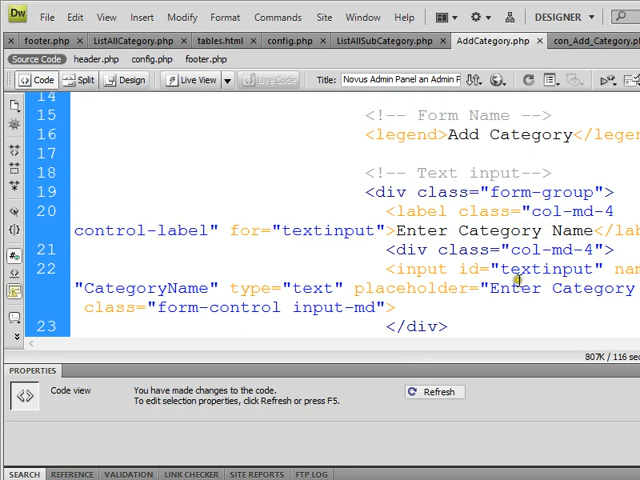 Dw File Edit View Insert Modify Format Commands Site Window Help DESIGNER
footer.php × ListAllCategory.php × tables.html × config.php × ListAllSubCategory.php × AddCategory.php × con_Add_Category.ph
Source Code header.php config.php footer.php
Code Split Design Live View Live Code Title: Novus Admin Panel an Admin F
14
15 <!-- Form Name -->
16 <legend>Add Category</legen
17
18 <!-- Text input-->
19 <div class="form-group">
20 <label class="col-md-4
control-label" for="textinput">Enter Category Name</la
21 <div class="col-md-4">
22 <input id="textinput" na
"CategoryName" type="text" placeholder="Enter Category
class="form-control input-md">
23 </div>
807K / 116 s
PROPERTIES
Code view You have made changes to the code. Refresh
To edit selection properties, click Refresh or press F5.
SEARCH REFERENCE VALIDATION LINK CHECKER SITE REPORTS FTP LOG